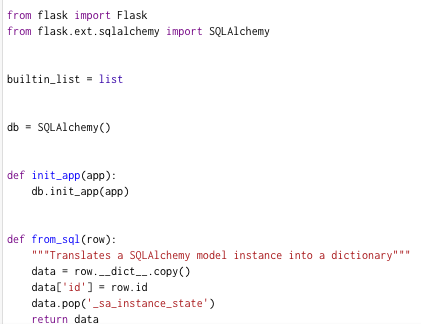 from flask import Flask
from flask.ext.sqlalchemy import SQLAlchemy
builtin_list = list
db = SQLAlchemy()
def init_app(app):
    db.init_app(app)
def from_sql(row):
    """Translates a SQLAlchemy model instance into a dictionary"""
    data = row.__dict__.copy()
    data['id'] = row.id
    data.pop('_sa_instance_state')
    return data